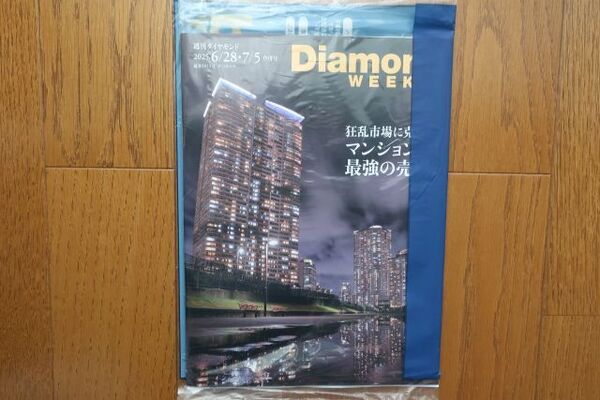 週刊ダイヤモンド
2025 6/28・7/5 合併号
Diamon
WEEK
狂乱市場に
マンション
最強の売